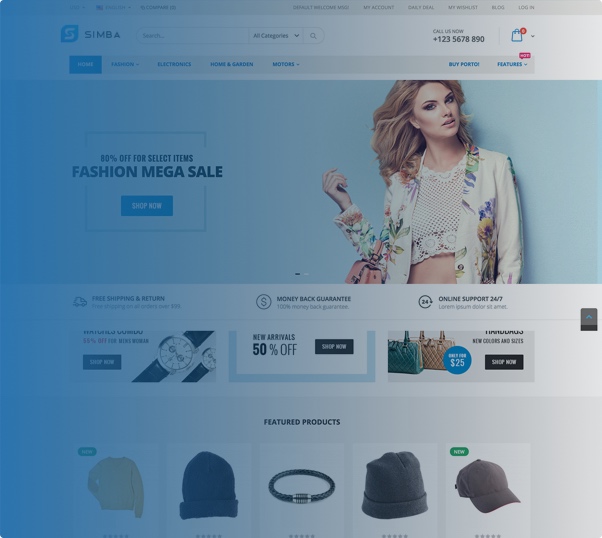 ENGLISH
COMPARE (0)
DEFAULT WELCOME MSG!
MY ACCOUNT
DAILY DEAL
MY WISHLIST
BLOG
LOG IN
SIMBA
Search...
All Categories
CALL US NOW
+123 5678 890
0
HOME
FASHION
ELECTRONICS
HOME & GARDEN
MOTORS
BUY PORTO!
FEATURES
HOT!
80% OFF FOR SELECT ITEMS
FASHION MEGA SALE
SHOP NOW
FREE SHIPPING & RETURN
Free shipping on all orders over $99.
$
MONEY BACK GUARANTEE
100% money back guarantee.
24
ONLINE SUPPORT 24/7
Lorem ipsum dolor sit amet.
WATCHES COMBO
50% OFF FOR MENS WOMAN
SHOP NOW
NEW ARRIVALS
50% OFF
SHOP NOW
HANDBAGS
NEW COLORS AND SIZES
ONLY FOR
$25
SHOP NOW
FEATURED PRODUCTS
NEW
NEW